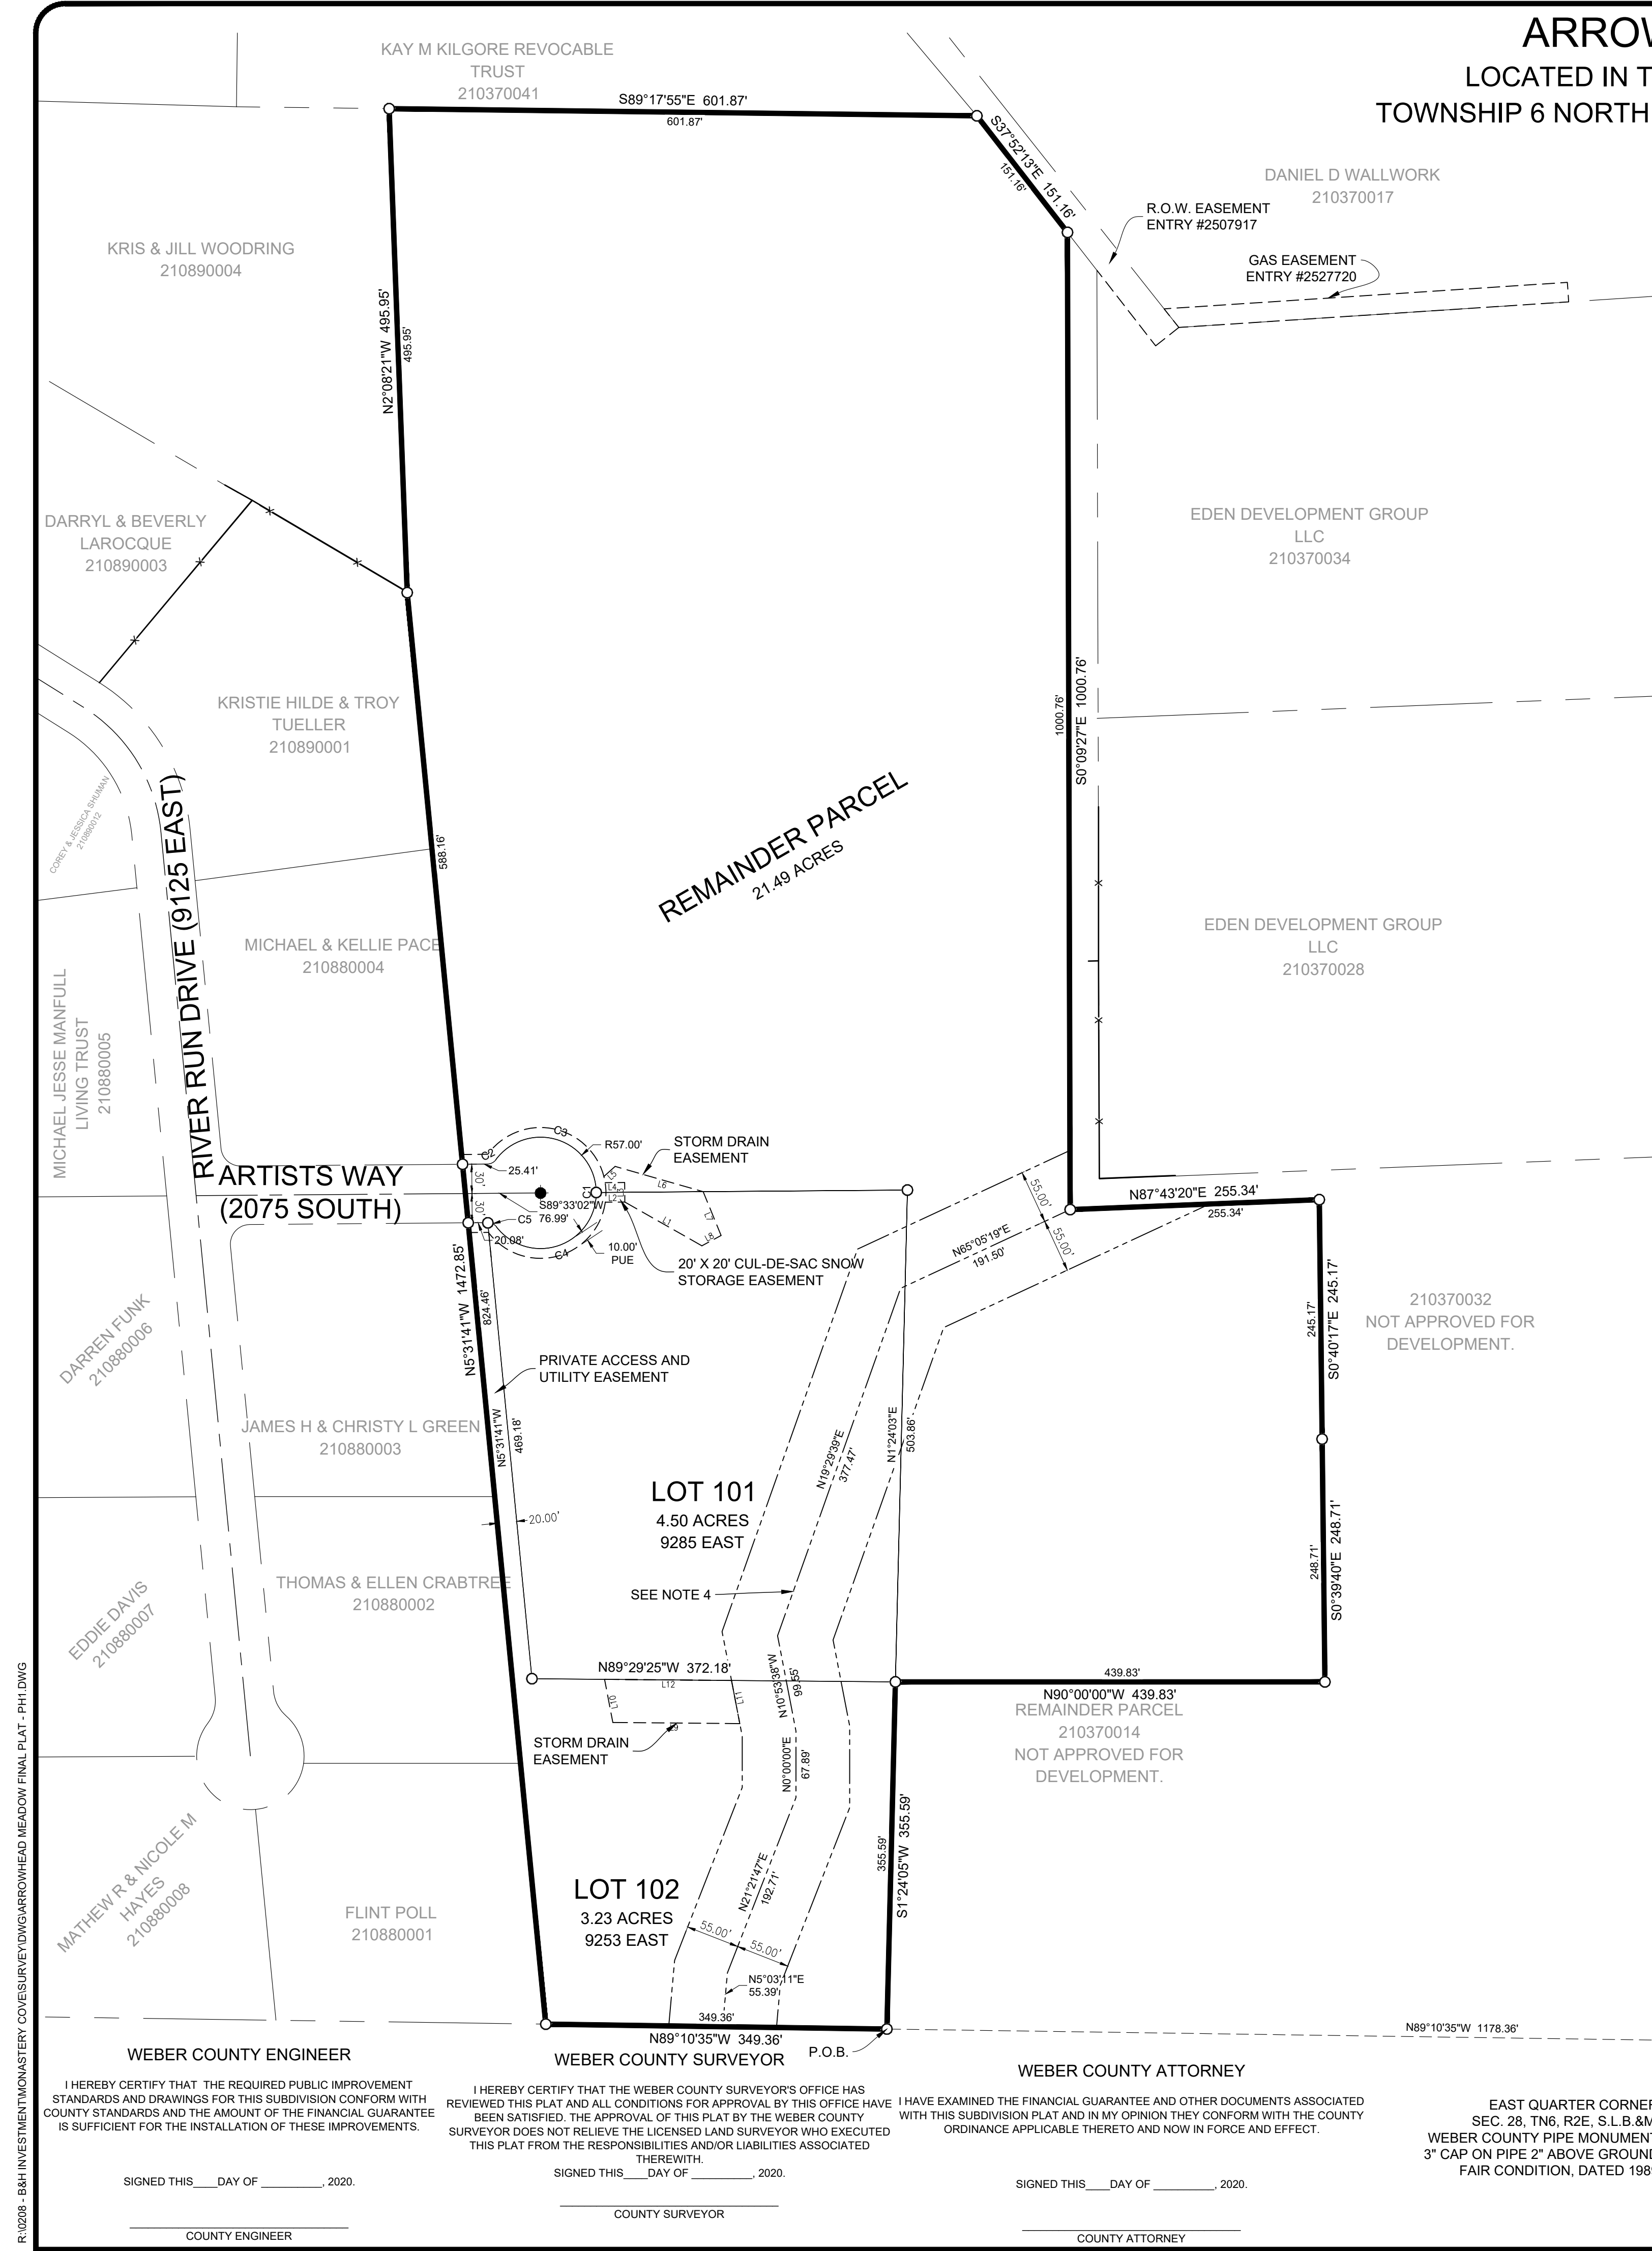 ARROW
LOCATED IN T
TOWNSHIP 6 NORTH
KAY M KILGORE REVOCABLE
TRUST
210370041
S89°17'55"E 601.87'
601.87'
S37°52'13"E 151.16'
151.16'
DANIEL D WALLWORK
210370017
R.O.W. EASEMENT
ENTRY #2507917
GAS EASEMENT
ENTRY #2527720
KRIS & JILL WOODRING
210890004
N2°08'21"W 495.95'
495.95'
DARRYL & BEVERLY
LAROCQUE
210890003
EDEN DEVELOPMENT GROUP
LLC
210370034
KRISTIE HILDE & TROY
TUELLER
210890001
1000.76'
S0°09'27"E 1000.76'
COREY & JESSICA SHUMAN
210890012
RIVER RUN DRIVE (9125 EAST)
588.16'
REMAINDER PARCEL
21.49 ACRES
MICHAEL & KELLIE PACE
210880004
EDEN DEVELOPMENT GROUP
LLC
210370028
MICHAEL JESSE MANFULL
LIVING TRUST
210880005
ARTISTS WAY
(2075 SOUTH)
C3
C2
R57.00'
25.41'
30'
30'
C1
S89°33'02"W
76.99'
C5
20.08'
C4
10.00'
PUE
STORM DRAIN
EASEMENT
L5
L4
L3
L2
L6
L7
L1
L8
20' X 20' CUL-DE-SAC SNOW
STORAGE EASEMENT
55.00'
55.00'
N65°05'19"E
191.50'
N87°43'20"E 255.34'
255.34'
N5°31'41"W 1472.85'
824.46'
245.17'
S0°40'17"E 245.17'
210370032
NOT APPROVED FOR
DEVELOPMENT.
DARREN FUNK
210880006
PRIVATE ACCESS AND
UTILITY EASEMENT
JAMES H & CHRISTY L GREEN
210880003
N5°31'41"W
469.18'
N19°29'39"E
377.47'
N1°24'03"E
503.86'
LOT 101
4.50 ACRES
9285 EAST
20.00'
248.71'
S0°39'40"E 248.71'
THOMAS & ELLEN CRABTREE
210880002
SEE NOTE 4
EDDIE DAVIS
210880007
N89°29'25"W 372.18'
L12
L10
L11
L9
N10°53'38"W
99.55'
439.83'
N90°00'00"W 439.83'
REMAINDER PARCEL
210370014
NOT APPROVED FOR
DEVELOPMENT.
STORM DRAIN
EASEMENT
N0°00'00"E
67.89'
MATHEW R & NICOLE M
HAYES
210880008
355.59'
S1°24'05"W 355.59'
N21°21'47"E
192.71'
LOT 102
3.23 ACRES
9253 EAST
FLINT POLL
210880001
55.00'
55.00'
N5°03'11"E
55.39'
349.36'
N89°10'35"W 349.36'
P.O.B.
N89°10'35"W 1178.36'
R:\0208 - B&H INVESTMENT\MONASTERY COVE\SURVEY\DWG\ARROWHEAD MEADOW FINAL PLAT - PH1.DWG
WEBER COUNTY ENGINEER
I HEREBY CERTIFY THAT THE REQUIRED PUBLIC IMPROVEMENT
STANDARDS AND DRAWINGS FOR THIS SUBDIVISION CONFORM WITH
COUNTY STANDARDS AND THE AMOUNT OF THE FINANCIAL GUARANTEE
IS SUFFICIENT FOR THE INSTALLATION OF THESE IMPROVEMENTS.
SIGNED THIS____DAY OF __________, 2020.
COUNTY ENGINEER
WEBER COUNTY SURVEYOR
I HEREBY CERTIFY THAT THE WEBER COUNTY SURVEYOR'S OFFICE HAS
REVIEWED THIS PLAT AND ALL CONDITIONS FOR APPROVAL BY THIS OFFICE HAVE
BEEN SATISFIED. THE APPROVAL OF THIS PLAT BY THE WEBER COUNTY
SURVEYOR DOES NOT RELIEVE THE LICENSED LAND SURVEYOR WHO EXECUTED
THIS PLAT FROM THE RESPONSIBILITIES AND/OR LIABILITIES ASSOCIATED
THEREWITH.
SIGNED THIS____DAY OF __________, 2020.
COUNTY SURVEYOR
WEBER COUNTY ATTORNEY
I HAVE EXAMINED THE FINANCIAL GUARANTEE AND OTHER DOCUMENTS ASSOCIATED
WITH THIS SUBDIVISION PLAT AND IN MY OPINION THEY CONFORM WITH THE COUNTY
ORDINANCE APPLICABLE THERETO AND NOW IN FORCE AND EFFECT.
SIGNED THIS____DAY OF __________, 2020.
COUNTY ATTORNEY
EAST QUARTER CORNER
SEC. 28, TN6, R2E, S.L.B.&M
WEBER COUNTY PIPE MONUMENT
3" CAP ON PIPE 2" ABOVE GROUND
FAIR CONDITION, DATED 198